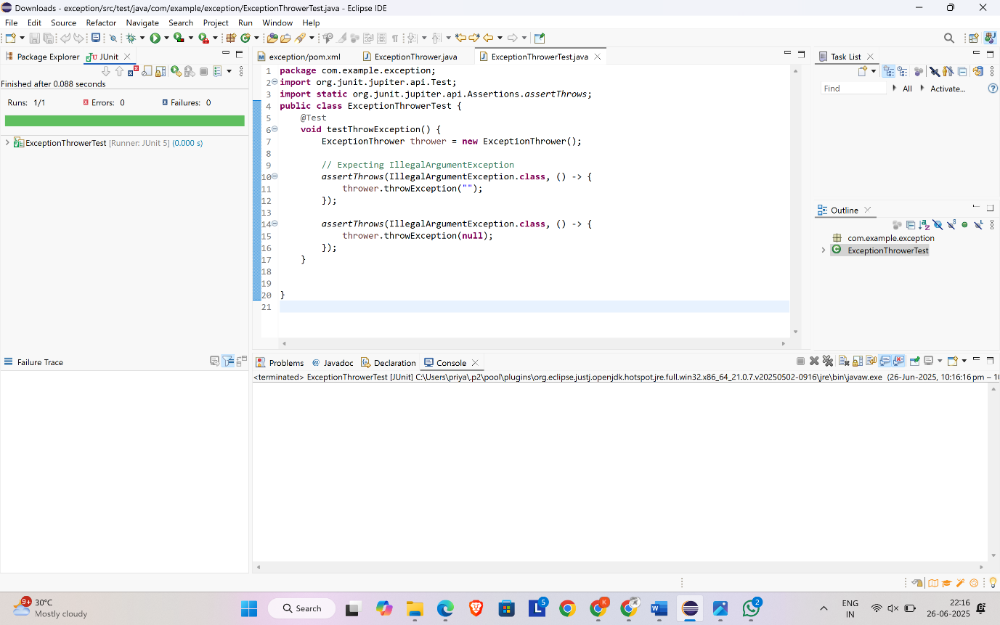 Downloads - exception/src/test/java/com/example/exception/ExceptionThrowerTest.java - Eclipse IDE
File Edit Source Refactor Navigate Search Project Run Window Help
Package Explorer
JUnit
Finished after 0.088 seconds
Runs: 1/1 Errors: 0 Failures: 0
ExceptionThrowerTest [Runner: JUnit 5] (0.000 s)
Failure Trace
exception/pom.xml ExceptionThrower.java ExceptionThrowerTest.java
1 package com.example.exception;
2 import org.junit.jupiter.api.Test;
3 import static org.junit.jupiter.api.Assertions.assertThrows;
4 public class ExceptionThrowerTest {
5 @Test
6 void testThrowException() {
7 ExceptionThrower thrower = new ExceptionThrower();
8
9 // Expecting IllegalArgumentException
10 assertThrows(IllegalArgumentException.class, () -> {
11 thrower.throwException("");
12 });
13
14 assertThrows(IllegalArgumentException.class, () -> {
15 thrower.throwException(null);
16 });
17 }
18
19
20 }
21
Task List
Find All Activate...
Outline
com.example.exception
ExceptionThrowerTest
Problems Javadoc Declaration Console
<terminated> ExceptionThrowerTest [JUnit] C:\Users\priya\.p2\pool\plugins\org.eclipse.justj.openjdk.hotspot.jre.full.win32.x86_64_21.0.7.v20250502-0916\jre\bin\javaw.exe (26-Jun-2025, 10:16:16 pm – 10
9+ 30°C
Mostly cloudy
Search
5
K
2
ENG
IN
22:16
26-06-2025